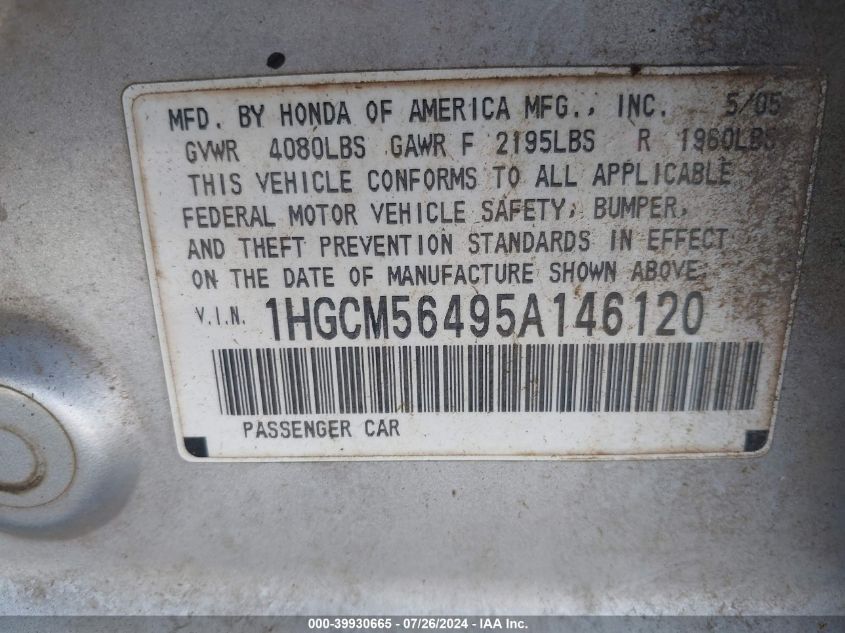 MFD. BY HONDA OF AMERICA MFG., INC. 5/05
GVWR 4080LBS GAWR F 2195LBS R 1960LBS
THIS VEHICLE CONFORMS TO ALL APPLICABLE
FEDERAL MOTOR VEHICLE SAFETY, BUMPER,
AND THEFT PREVENTION STANDARDS IN EFFECT
ON THE DATE OF MANUFACTURE SHOWN ABOVE.
V.I.N. 1HGCM56495A146120
PASSENGER CAR
000-39930665 - 07/26/2024 - IAA Inc.